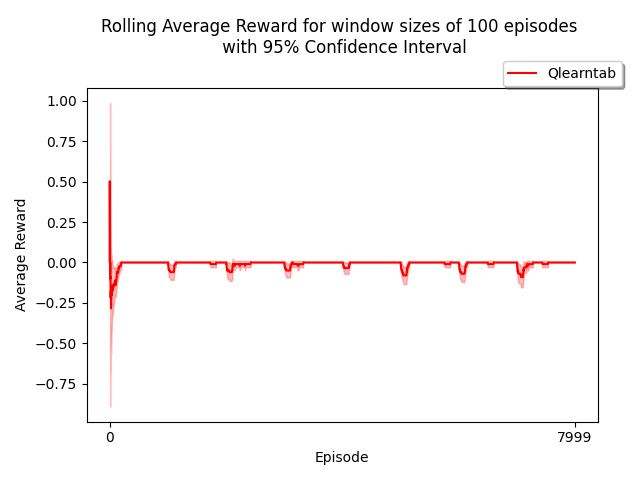 Rolling Average Reward for window sizes of 100 episodes
with 95% Confidence Interval
Qlearntab
1.00
0.75
0.50
0.25
0.00
−0.25
−0.50
−0.75
Average Reward
0
7999
Episode